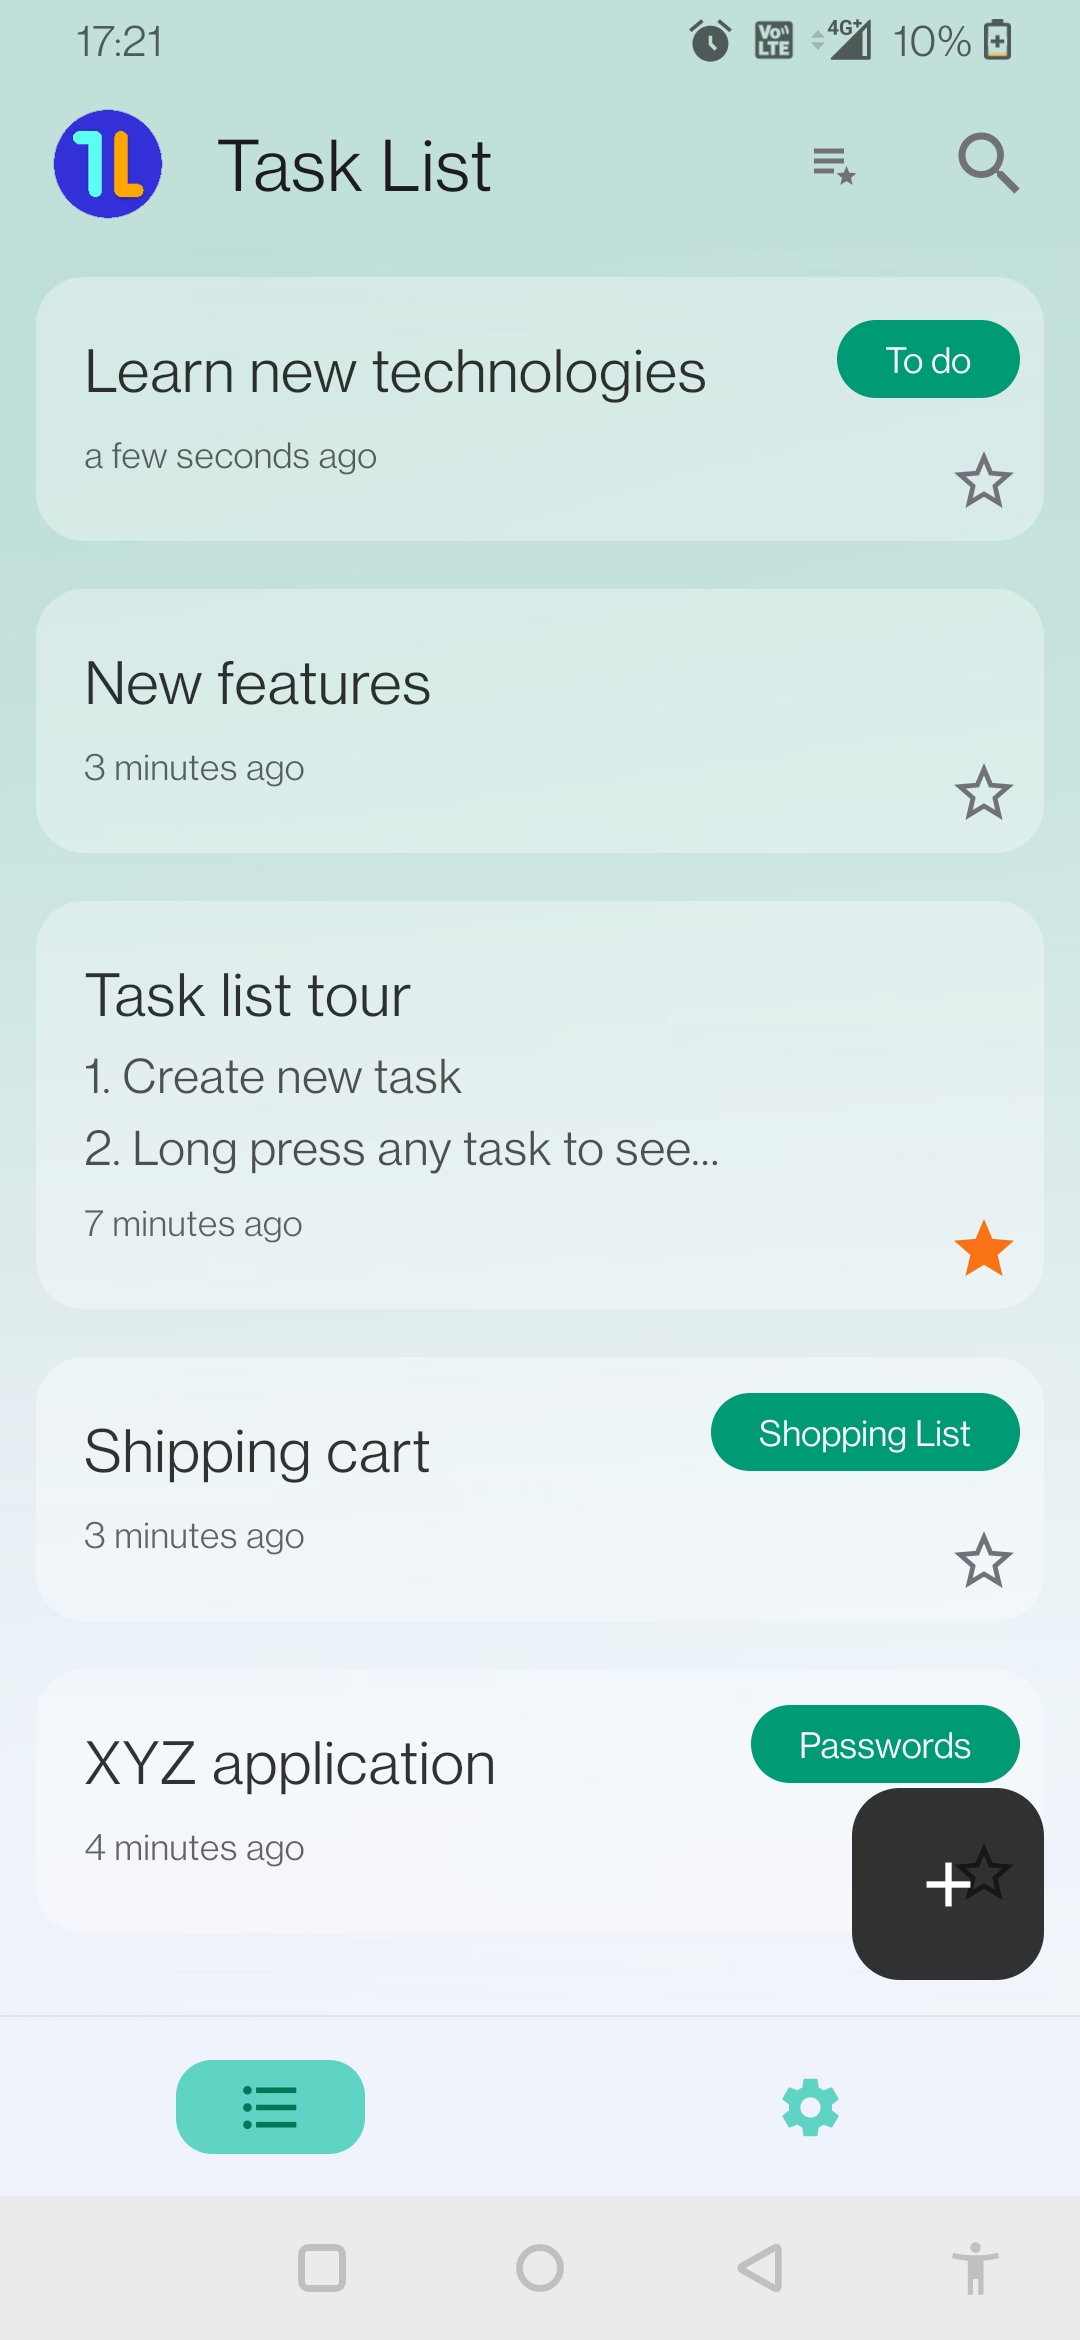 17:21
Vo LTE 4G+ 10%
1L Task List
Learn new technologies
To do
a few seconds ago
New features
3 minutes ago
Task list tour
1. Create new task
2. Long press any task to see...
7 minutes ago
Shipping cart
Shopping List
3 minutes ago
XYZ application
Passwords
4 minutes ago